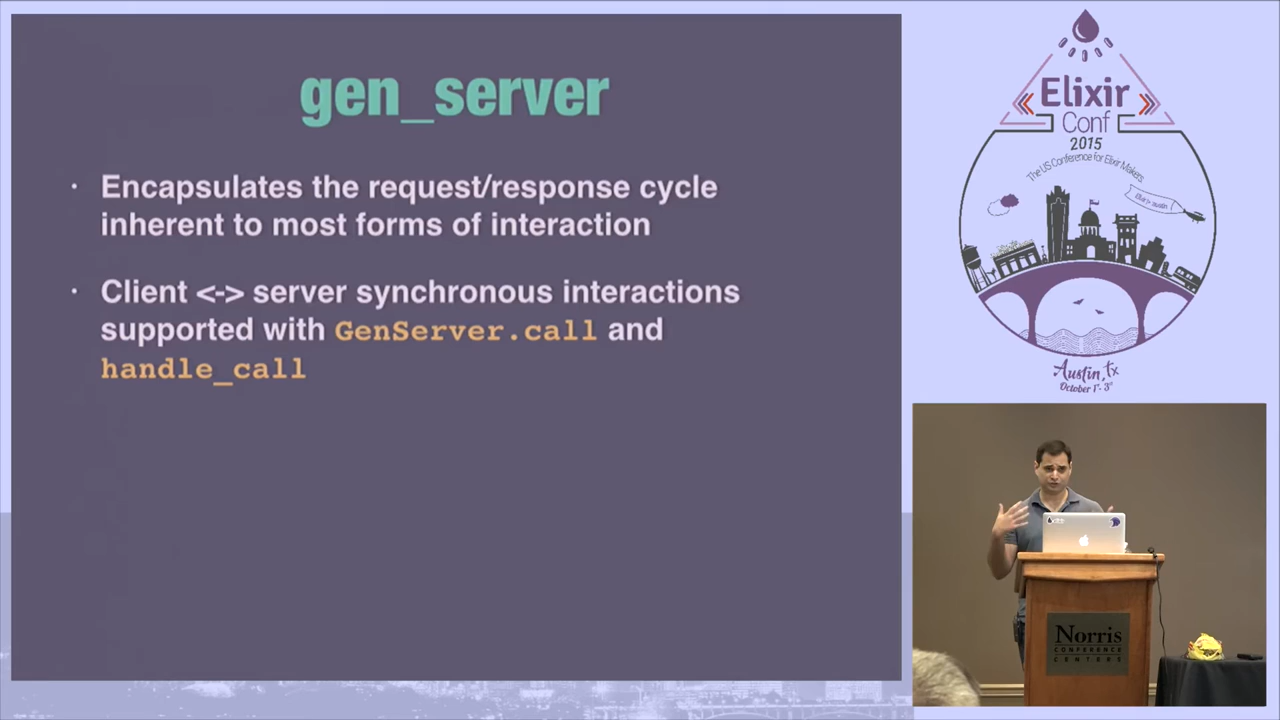 gen_server
· Encapsulates the request/response cycle
inherent to most forms of interaction
· Client <-> server synchronous interactions
supported with GenServer.call and
handle_call
Elixir
Conf
2015
The US Conference for Elixir Makers
Austin, Tx
October 1st - 3rd
Norris
CONFERENCE
CENTERS